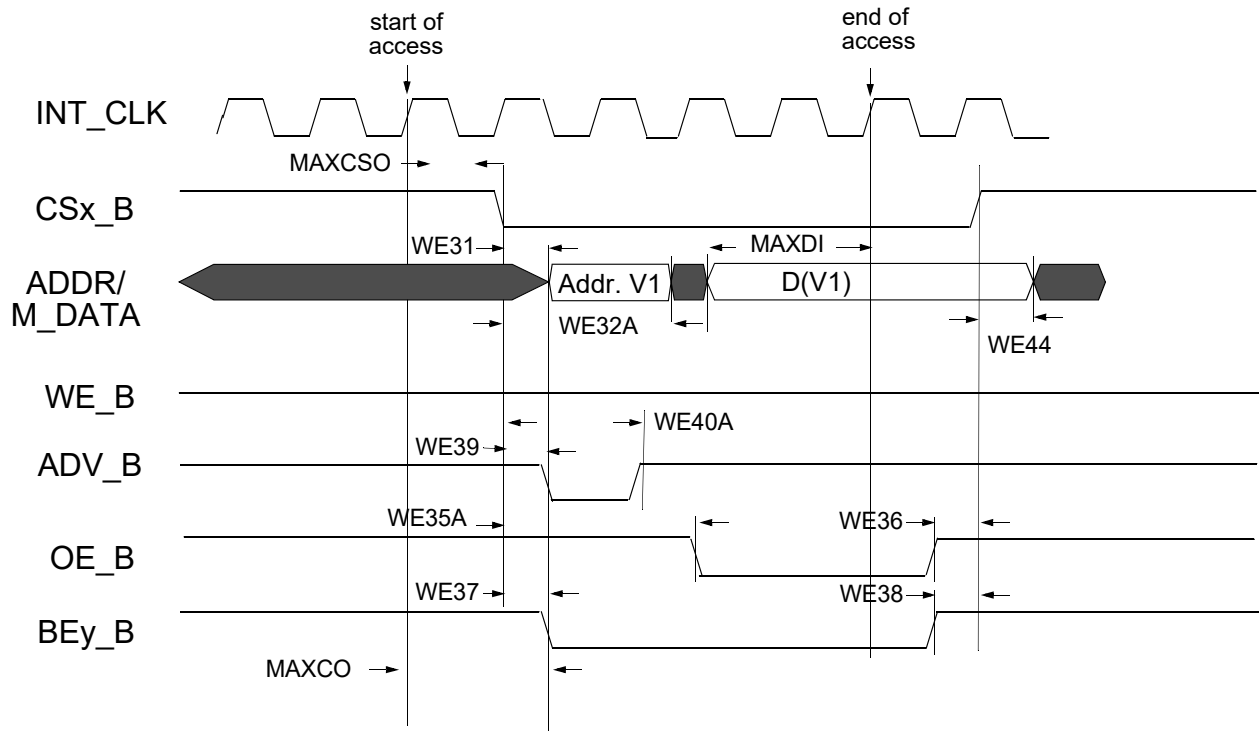 start of
access
end of
access
INT_CLK
MAXCSO
CSx_B
WE31
MAXDI
ADDR/
M_DATA
Addr. V1
D(V1)
WE32A
WE44
WE_B
WE40A
WE39
ADV_B
WE35A
WE36
OE_B
WE37
WE38
BEy_B
MAXCO